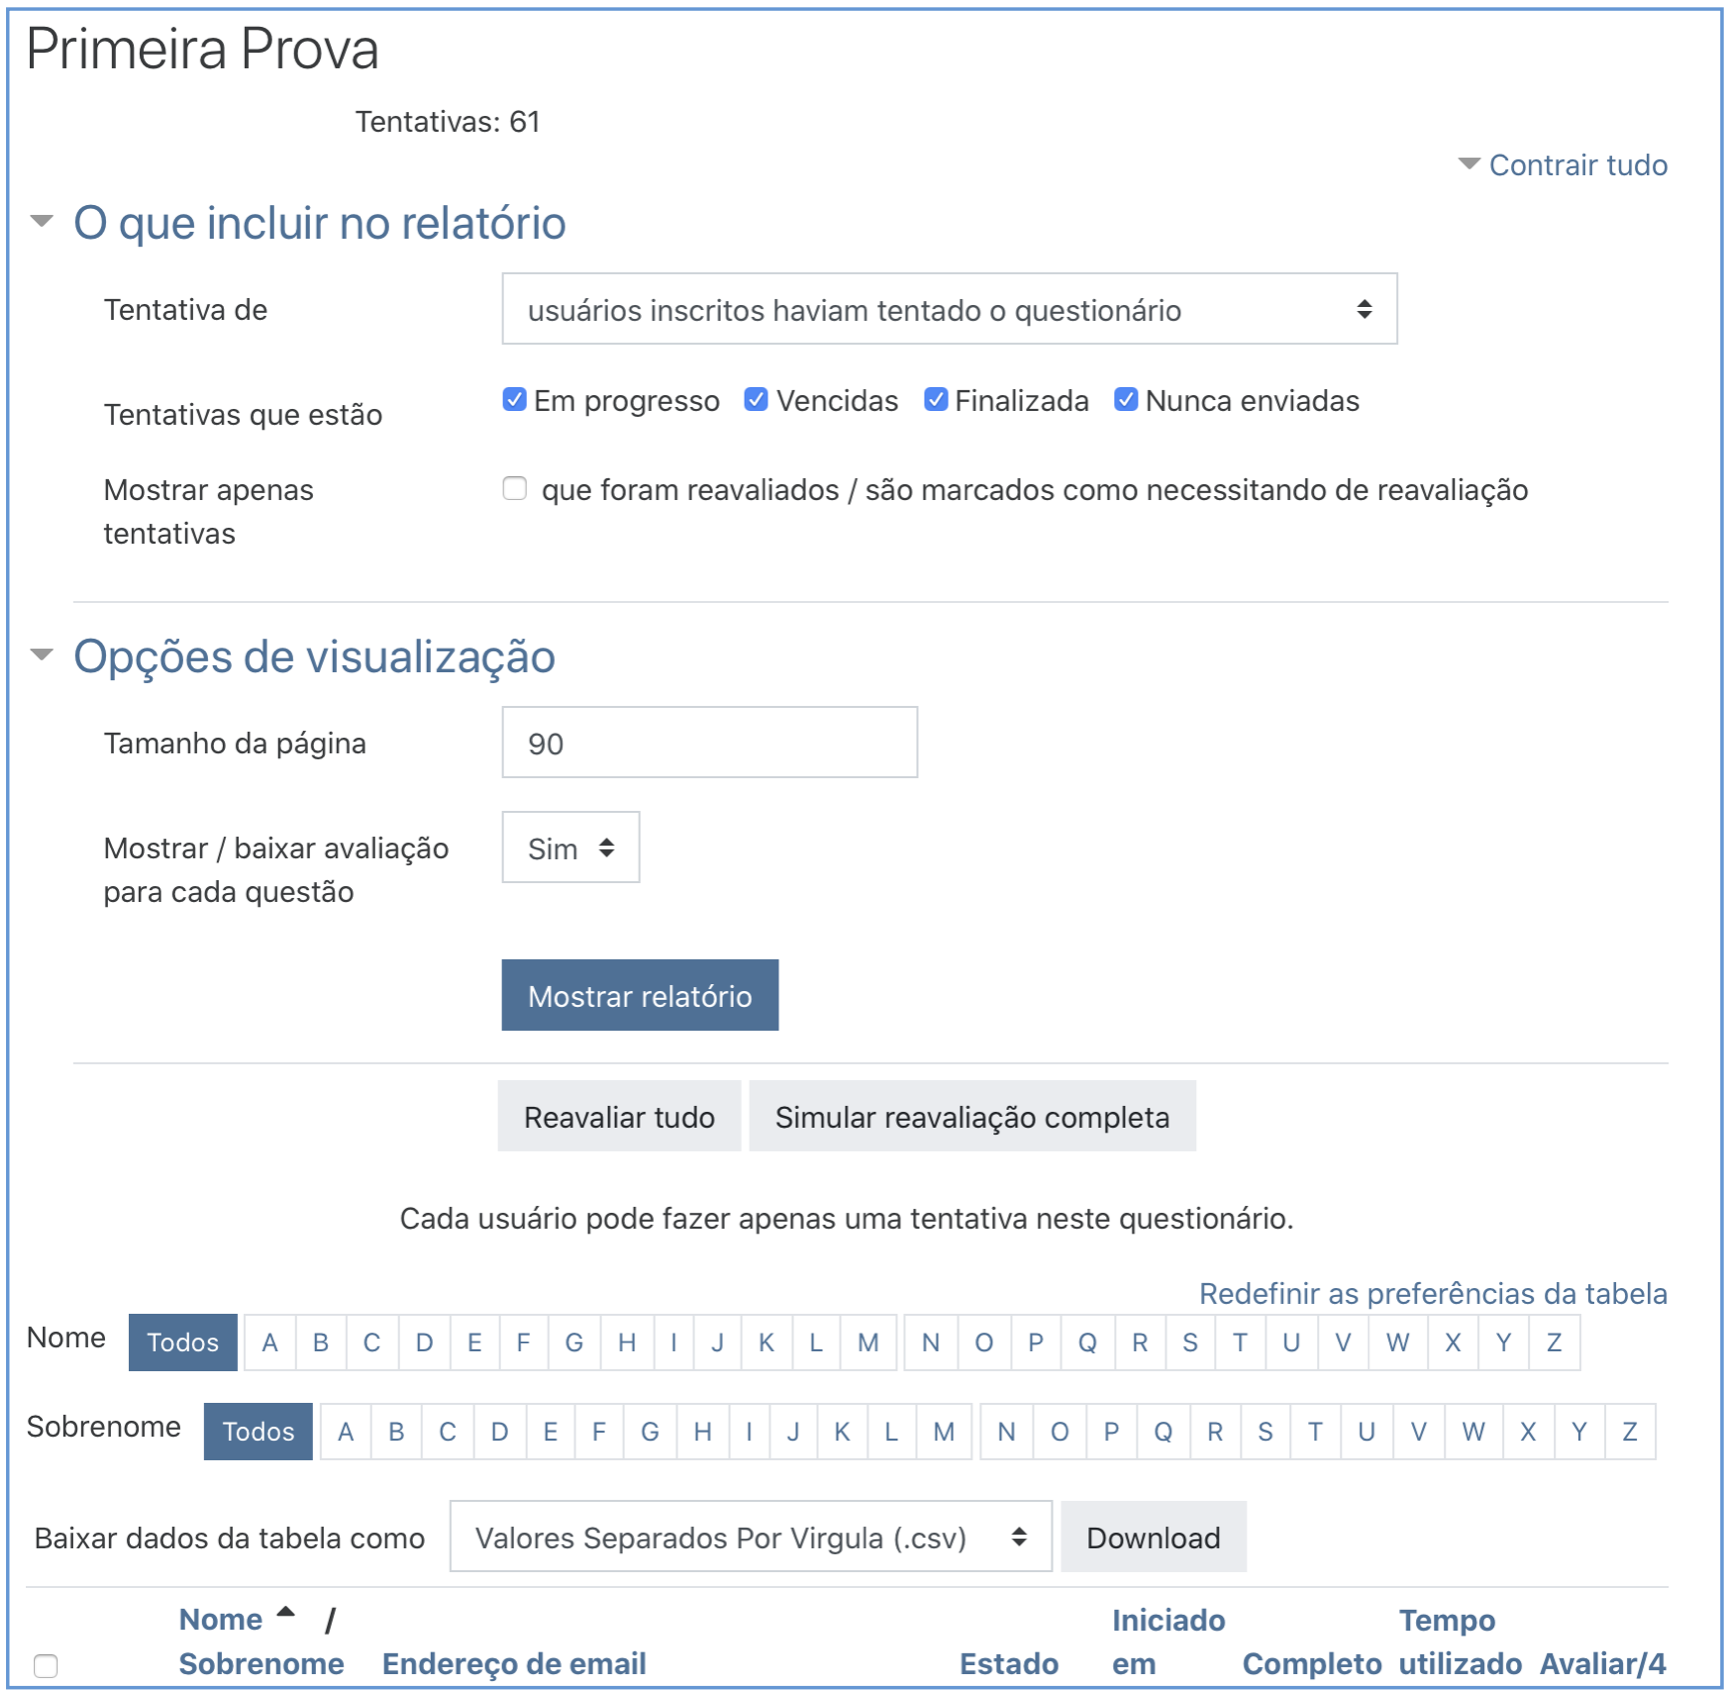 Primeira Prova
Tentativas: 61
Contrair tudo
O que incluir no relatório
Tentativa de
usuários inscritos haviam tentado o questionário
Tentativas que estão
Em progresso Vencidas Finalizada Nunca enviadas
Mostrar apenas
tentativas
que foram reavaliados / são marcados como necessitando de reavaliação
Opções de visualização
Tamanho da página
90
Mostrar / baixar avaliação
para cada questão
Sim
Mostrar relatório
Reavaliar tudo Simular reavaliação completa
Cada usuário pode fazer apenas uma tentativa neste questionário.
Redefinir as preferências da tabela
Nome Todos A B C D E F G H I J K L M N O P Q R S T U V W X Y Z
Sobrenome Todos A B C D E F G H I J K L M N O P Q R S T U V W X Y Z
Baixar dados da tabela como Valores Separados Por Virgula (.csv) Download
Nome / Iniciado Tempo
Sobrenome Endereço de email Estado em Completo utilizado Avaliar/4